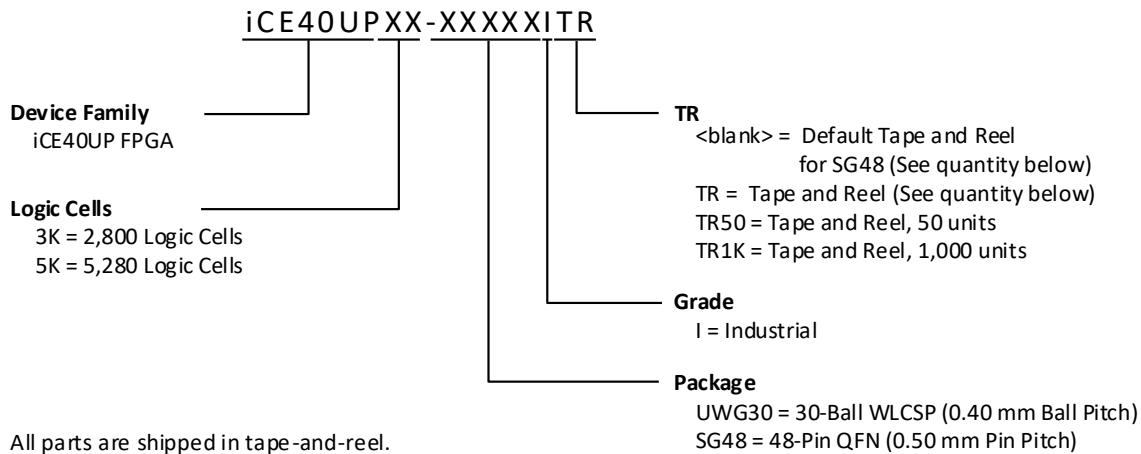 iCE40UPXX-XXXXXITR
Device Family
iCE40UP FPGA
Logic Cells
3K = 2,800 Logic Cells
5K = 5,280 Logic Cells
TR
<blank> = Default Tape and Reel
for SG48 (See quantity below)
TR = Tape and Reel (See quantity below)
TR50 = Tape and Reel, 50 units
TR1K = Tape and Reel, 1,000 units
Grade
I = Industrial
Package
UWG30 = 30-Ball WLCSP (0.40 mm Ball Pitch)
SG48 = 48-Pin QFN (0.50 mm Pin Pitch)
All parts are shipped in tape-and-reel.